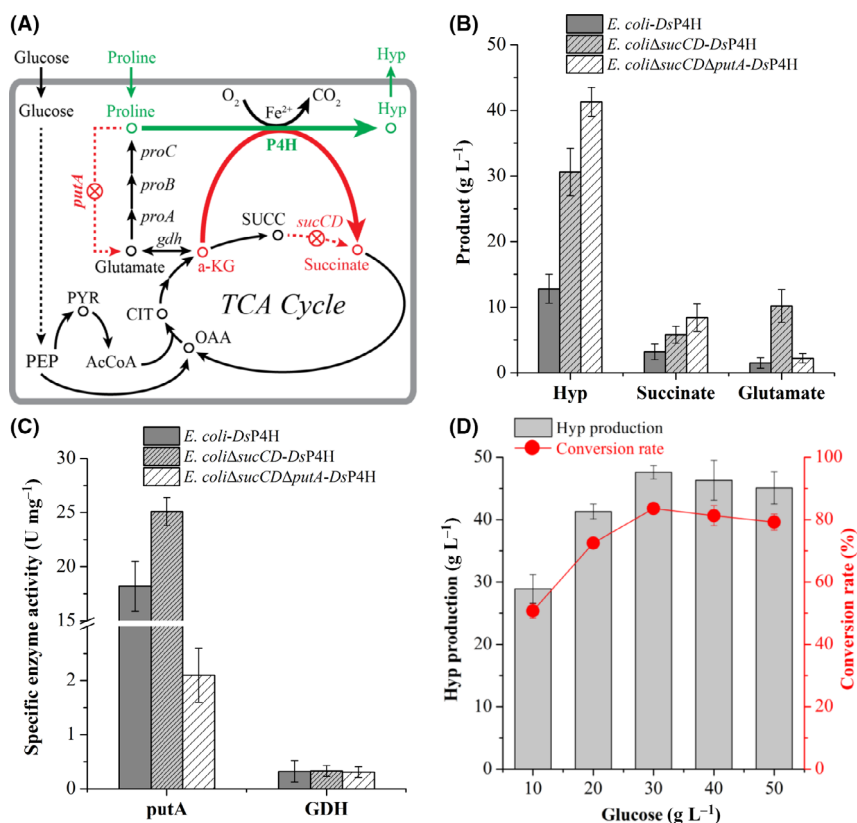 (A)
Glucose Proline Hyp
Glucose Proline O₂ Fe²⁺ CO₂ Hyp
P4H
putA
proC
proB
proA
gdh
Glutamate
a-KG
SUCC
sucCD
Succinate
TCA Cycle
PYR
CIT
OAA
PEP
AcCoA
(B)
E. coli-DsP4H
E. coliΔsucCD-DsP4H
E. coliΔsucCDΔputA-DsP4H
Product (g L⁻¹)
50
40
30
20
10
0
Hyp Succinate Glutamate
(C)
E. coli-DsP4H
E. coliΔsucCD-DsP4H
E. coliΔsucCDΔputA-DsP4H
Specific enzyme activity (U mg⁻¹)
30
25
20
15
2
1
0
putA GDH
(D)
Hyp production
Conversion rate
Hyp production (g L⁻¹)
50
40
30
20
10
0
10 20 30 40 50
Glucose (g L⁻¹)
100
80
60
40
20
0
Conversion rate (%)